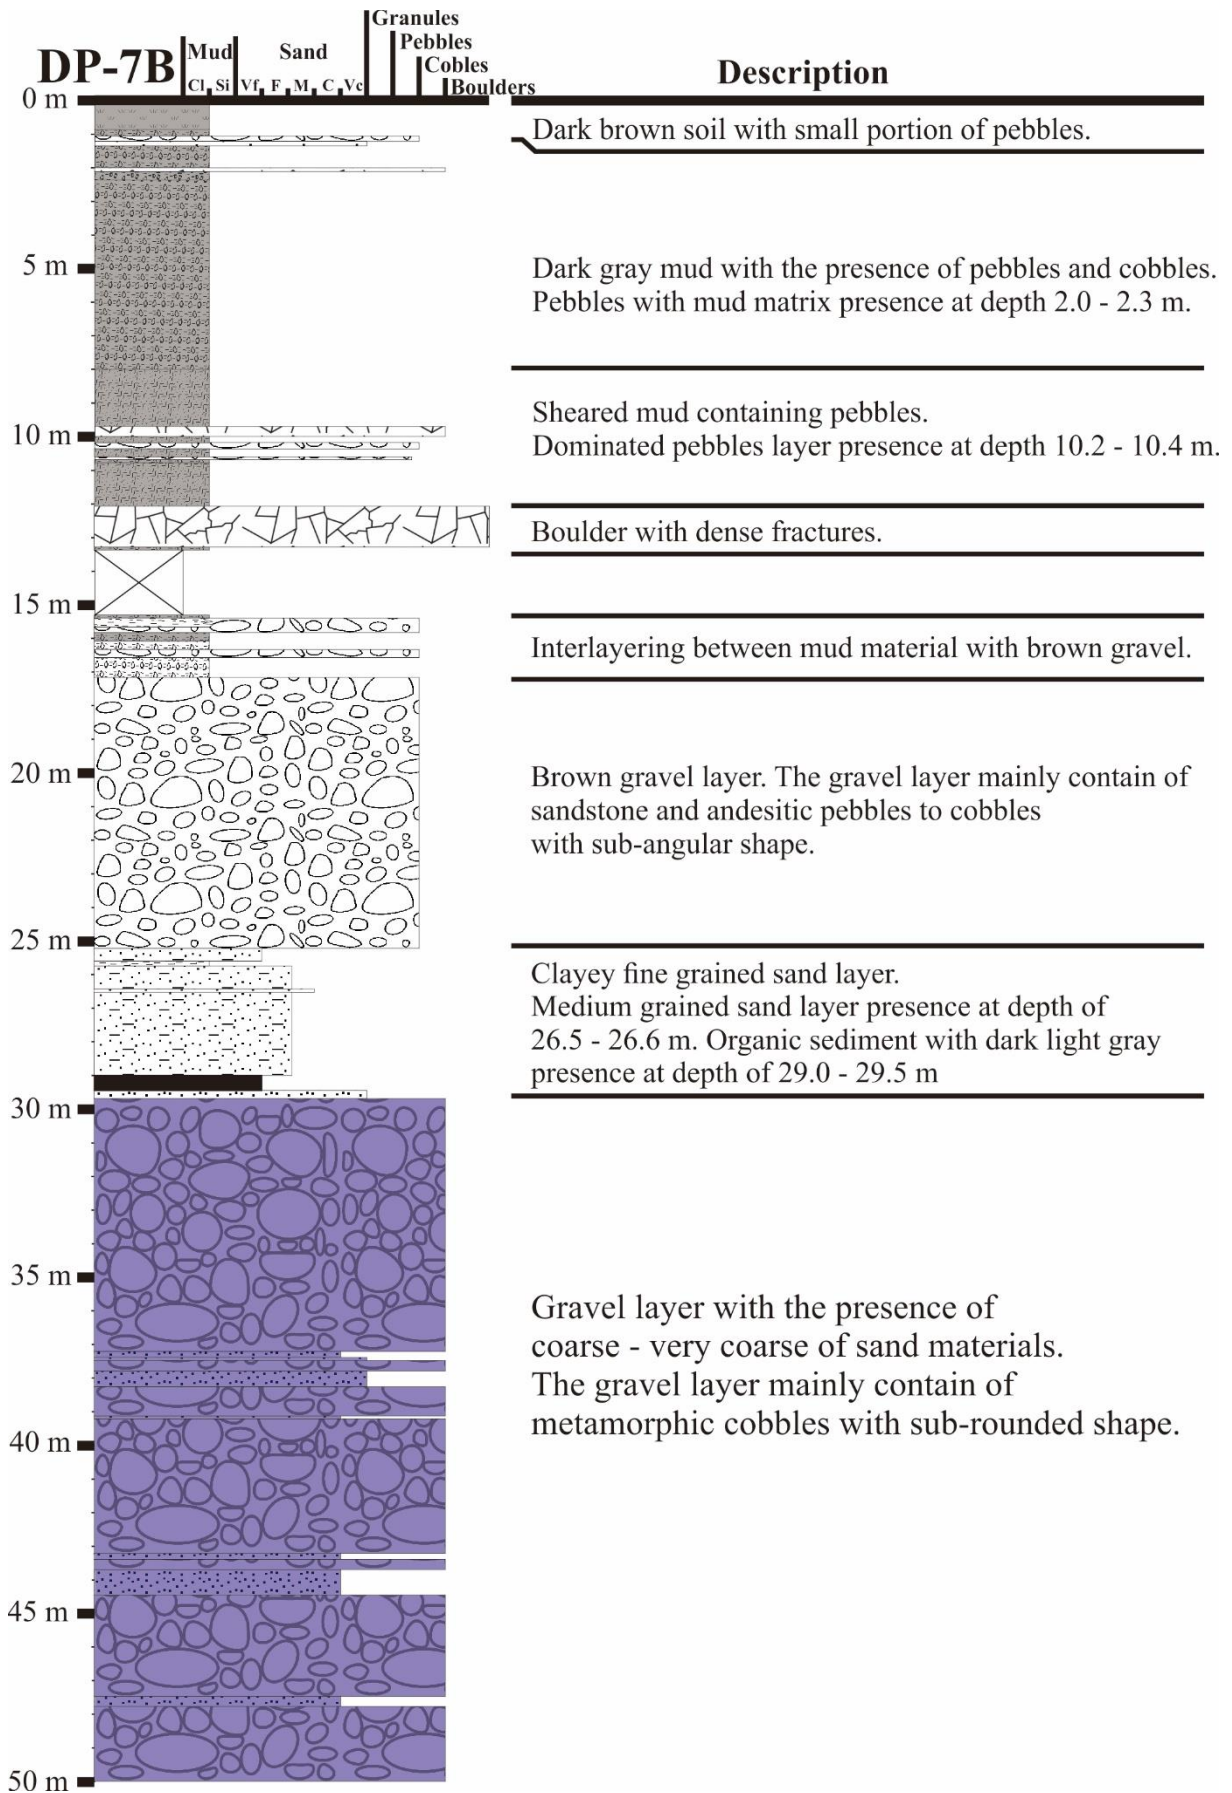 DP-7B
Mud
Sand
Granules
Pebbles
Cobles
Boulders
Cl Si Vf F M C Vc
Description
0 m
Dark brown soil with small portion of pebbles.
5 m
Dark gray mud with the presence of pebbles and cobbles.
Pebbles with mud matrix presence at depth 2.0 - 2.3 m.
10 m
Sheared mud containing pebbles.
Dominated pebbles layer presence at depth 10.2 - 10.4 m.
Boulder with dense fractures.
15 m
Interlayering between mud material with brown gravel.
20 m
Brown gravel layer. The gravel layer mainly contain of
sandstone and andesitic pebbles to cobbles
with sub-angular shape.
25 m
Clayey fine grained sand layer.
Medium grained sand layer presence at depth of
26.5 - 26.6 m. Organic sediment with dark light gray
presence at depth of 29.0 - 29.5 m
30 m
35 m
Gravel layer with the presence of
coarse - very coarse of sand materials.
The gravel layer mainly contain of
metamorphic cobbles with sub-rounded shape.
40 m
45 m
50 m